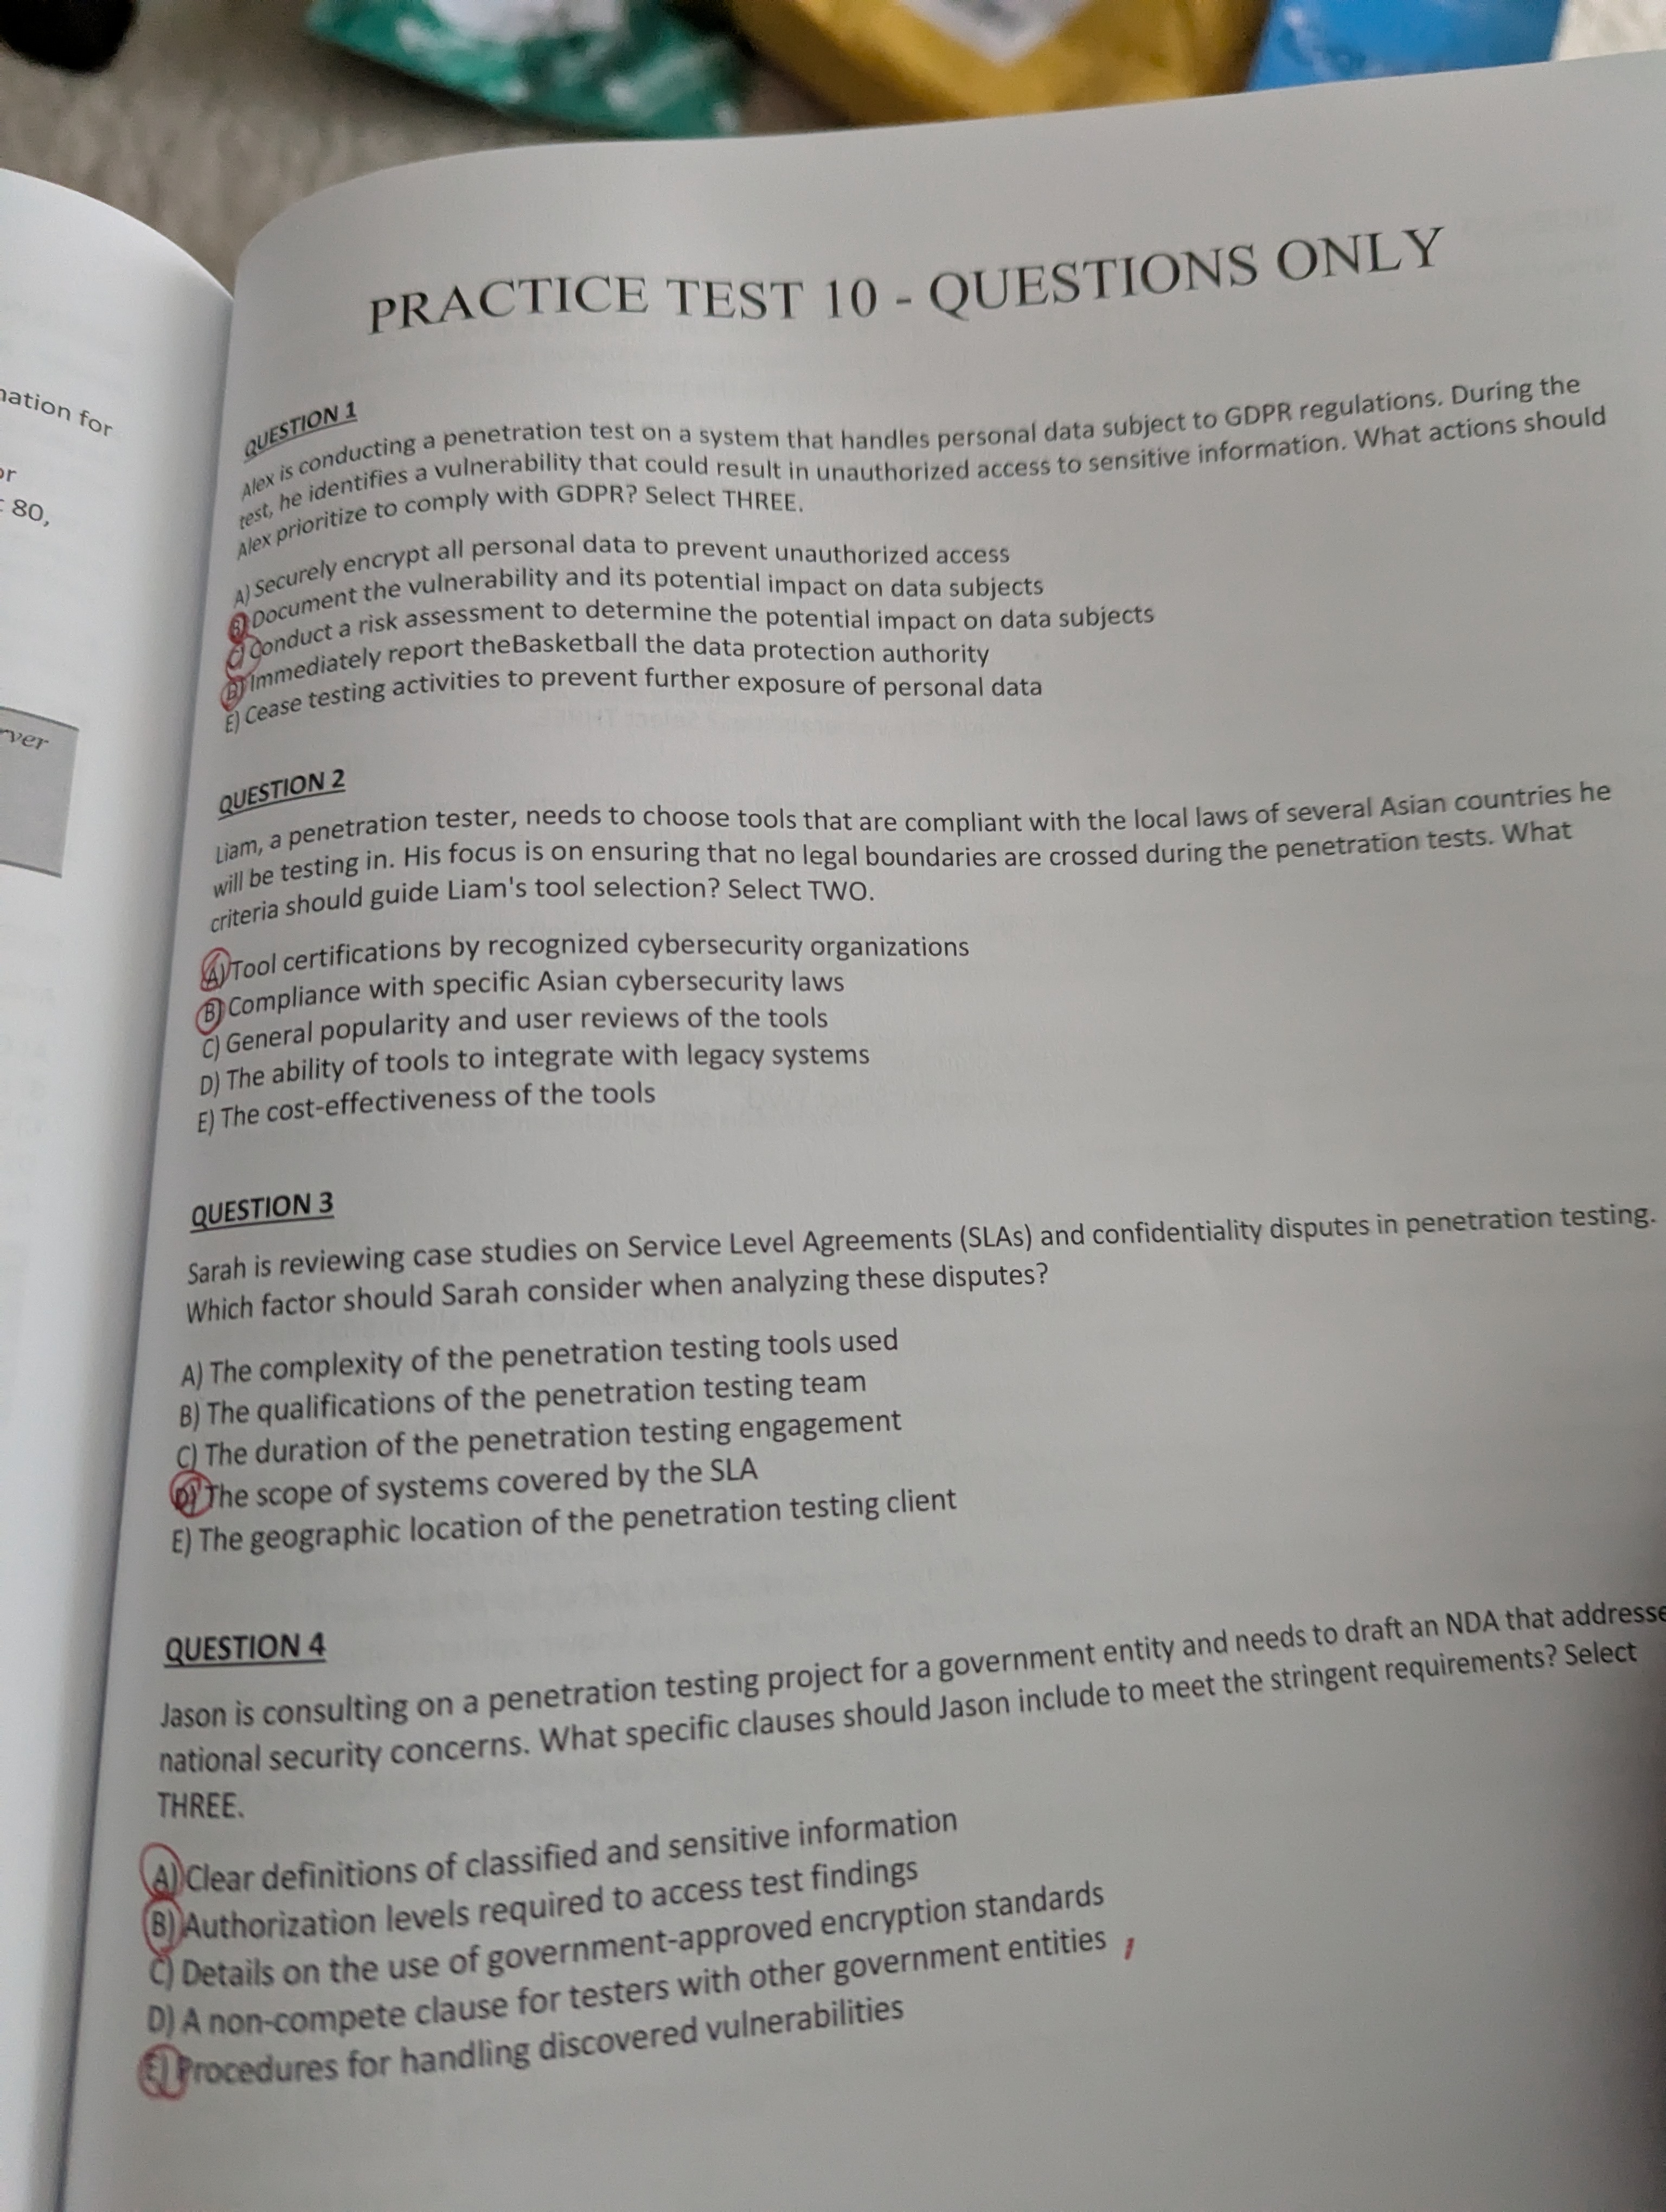 nation for
or
: 80,
rver
PRACTICE TEST 10 - QUESTIONS ONLY
QUESTION 1
Alex is conducting a penetration test on a system that handles personal data subject to GDPR regulations. During the
test, he identifies a vulnerability that could result in unauthorized access to sensitive information. What actions should
Alex prioritize to comply with GDPR? Select THREE.
A) Securely encrypt all personal data to prevent unauthorized access
B) Document the vulnerability and its potential impact on data subjects
C) Conduct a risk assessment to determine the potential impact on data subjects
D) Immediately report theBasketball the data protection authority
E) Cease testing activities to prevent further exposure of personal data
QUESTION 2
Liam, a penetration tester, needs to choose tools that are compliant with the local laws of several Asian countries he
will be testing in. His focus is on ensuring that no legal boundaries are crossed during the penetration tests. What
criteria should guide Liam's tool selection? Select TWO.
A) Tool certifications by recognized cybersecurity organizations
B) Compliance with specific Asian cybersecurity laws
C) General popularity and user reviews of the tools
D) The ability of tools to integrate with legacy systems
E) The cost-effectiveness of the tools
QUESTION 3
Sarah is reviewing case studies on Service Level Agreements (SLAs) and confidentiality disputes in penetration testing.
Which factor should Sarah consider when analyzing these disputes?
A) The complexity of the penetration testing tools used
B) The qualifications of the penetration testing team
C) The duration of the penetration testing engagement
D) The scope of systems covered by the SLA
E) The geographic location of the penetration testing client
QUESTION 4
Jason is consulting on a penetration testing project for a government entity and needs to draft an NDA that addresse
national security concerns. What specific clauses should Jason include to meet the stringent requirements? Select
THREE.
A) Clear definitions of classified and sensitive information
B) Authorization levels required to access test findings
C) Details on the use of government-approved encryption standards
D) A non-compete clause for testers with other government entities
E) Procedures for handling discovered vulnerabilities